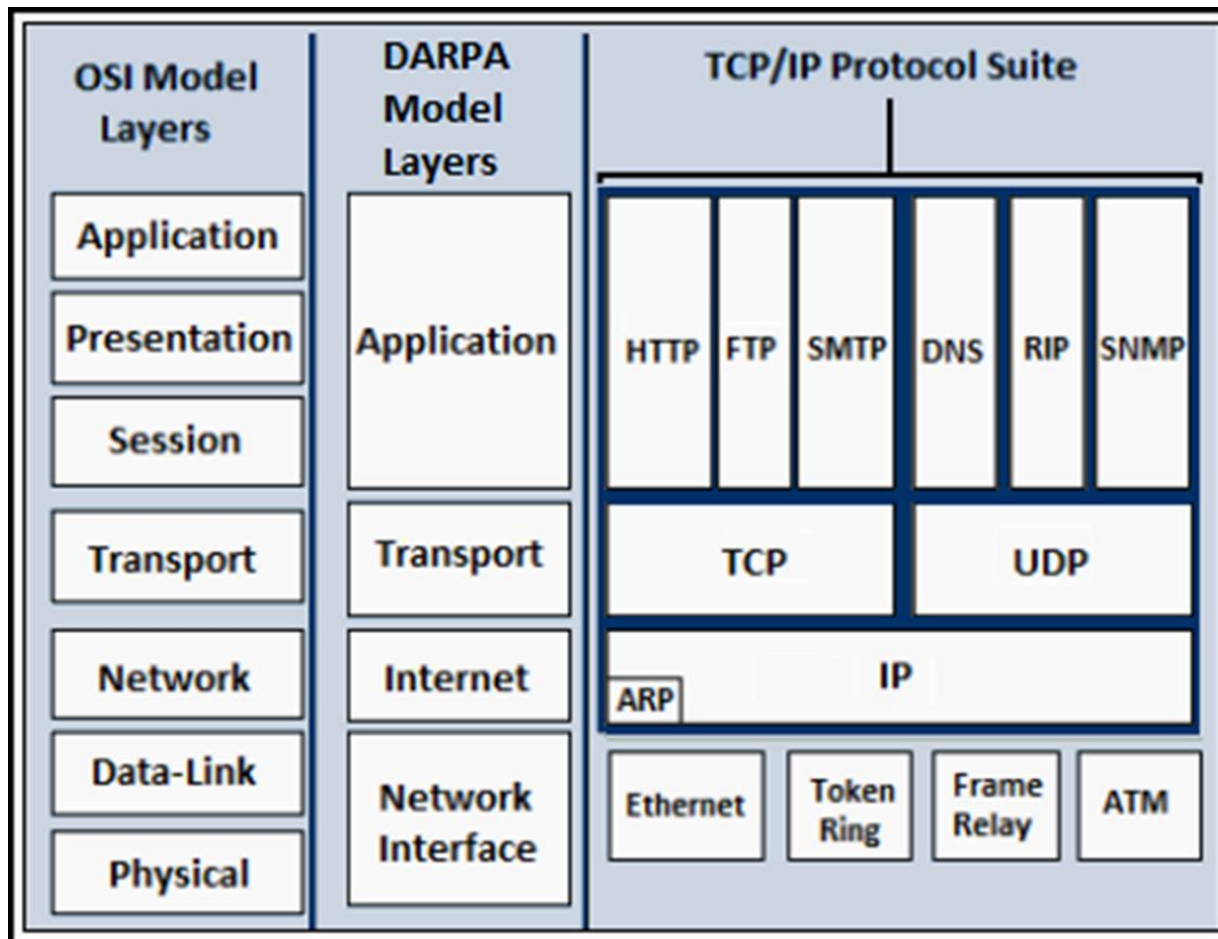 OSI Model
Layers
Application
Presentation
Session
Transport
Network
Data-Link
Physical
DARPA
Model
Layers
Application
Transport
Internet
Network
Interface
TCP/IP Protocol Suite
HTTP FTP SMTP DNS RIP SNMP
TCP UDP
IP
ARP
Ethernet
Token
Ring
Frame
Relay
ATM